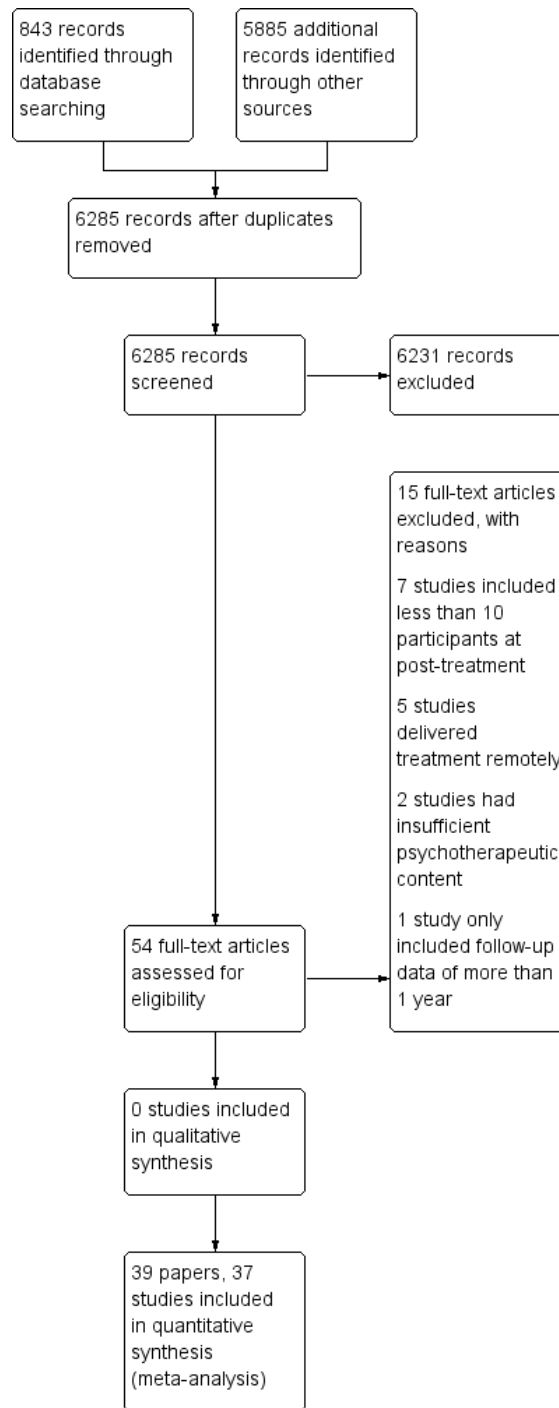 843 records
identified through
database
searching
5885 additional
records identified
through other
sources
6285 records after duplicates
removed
6285 records
screened
6231 records
excluded
15 full-text articles
excluded, with
reasons
7 studies included
less than 10
participants at
post-treatment
5 studies
delivered
treatment remotely
2 studies had
insufficient
psychotherapeutic
content
1 study only
included follow-up
data of more than
1 year
54 full-text articles
assessed for
eligibility
0 studies included
in qualitative
synthesis
39 papers, 37
studies included
in quantitative
synthesis
(meta-analysis)